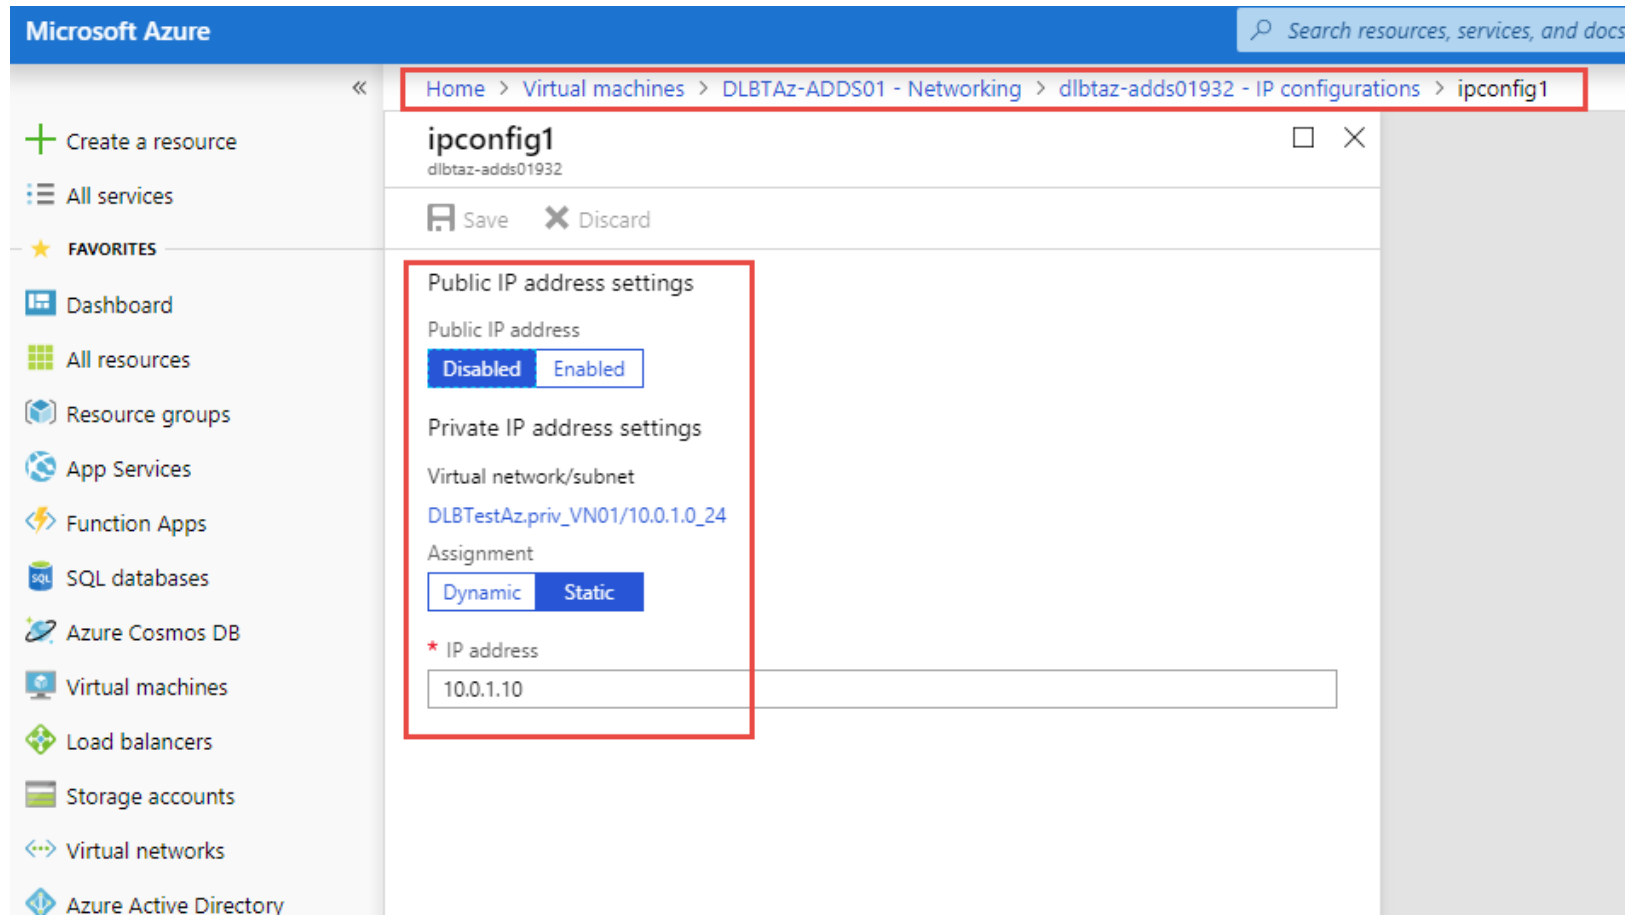 Microsoft Azure
Search resources, services, and docs
«
Home > Virtual machines > DLBTAz-ADDS01 - Networking > dlbtaz-adds01932 - IP configurations > ipconfig1
Create a resource
All services
FAVORITES
Dashboard
All resources
Resource groups
App Services
Function Apps
SQL databases
Azure Cosmos DB
Virtual machines
Load balancers
Storage accounts
Virtual networks
Azure Active Directory
ipconfig1
dlbtaz-adds01932
Save Discard
Public IP address settings
Public IP address
Disabled Enabled
Private IP address settings
Virtual network/subnet
DLBTestAz.priv_VN01/10.0.1.0_24
Assignment
Dynamic Static
* IP address
10.0.1.10